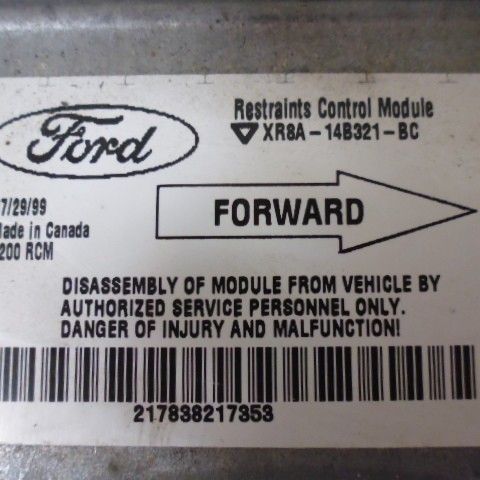 Ford
Restraints Control Module
XR8A-14B321-BC
7/29/99
Made in Canada
200 RCM
FORWARD
DISASSEMBLY OF MODULE FROM VEHICLE BY
AUTHORIZED SERVICE PERSONNEL ONLY.
DANGER OF INJURY AND MALFUNCTION!
217838217353